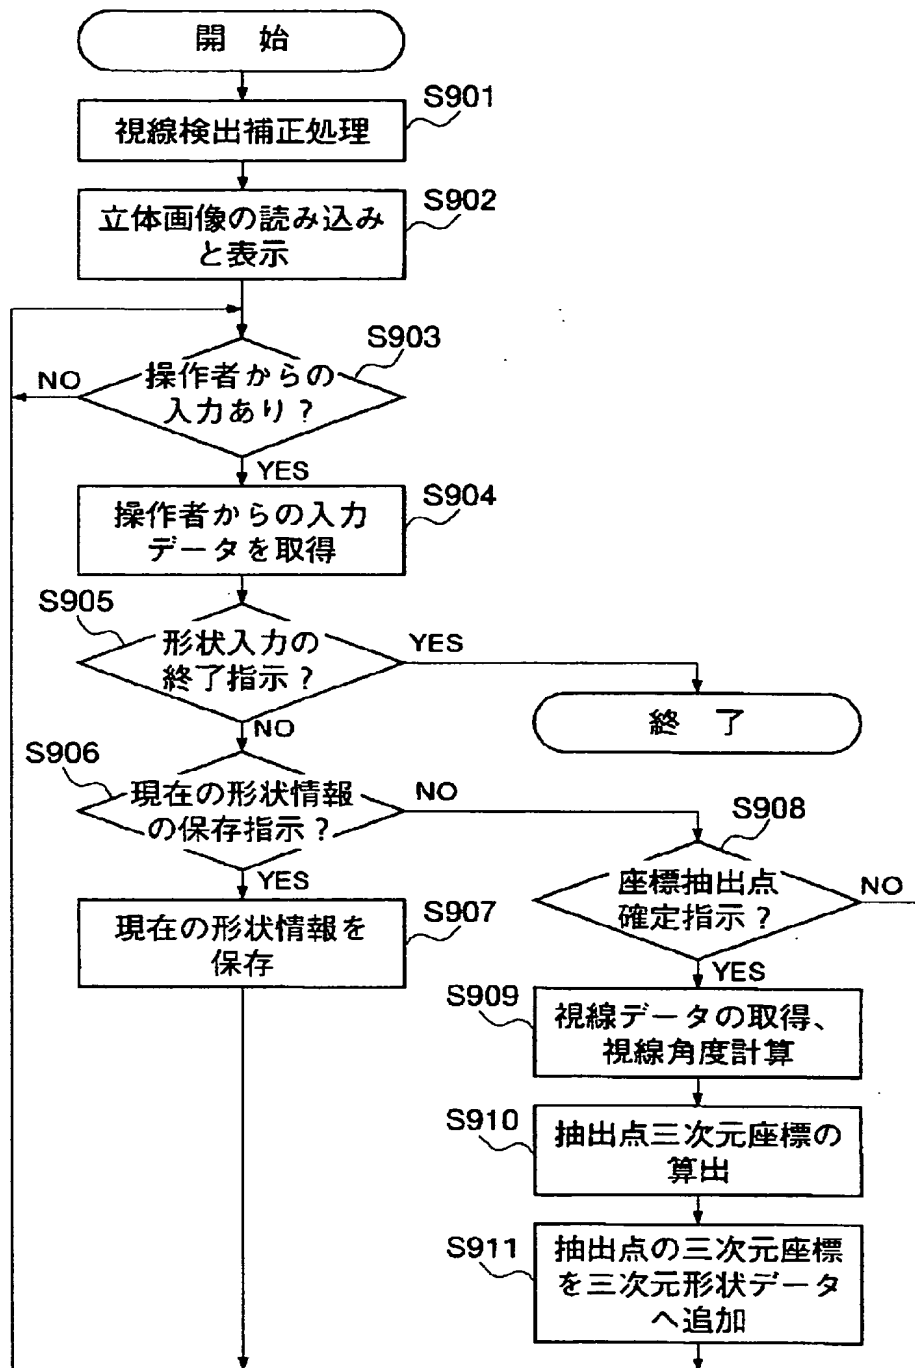 開 始
S901
視線検出補正処理
S902
立体画像の読み込み
と表示
S903
操作者からの
入力あり?
NO
YES
S904
操作者からの入力
データを取得
S905
形状入力の
終了指示?
YES
終 了
NO
S906
現在の形状情報
の保存指示?
NO
YES
S907
現在の形状情報を
保存
S908
座標抽出点
確定指示?
NO
YES
S909
視線データの取得、
視線角度計算
S910
抽出点三次元座標の
算出
S911
抽出点の三次元座標
を三次元形状データ
へ追加